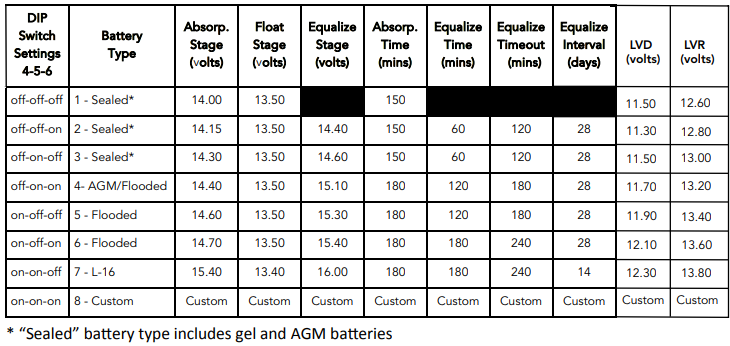 DIP Switch Settings 4-5-6 Battery Type Absorp. Stage (volts) Float Stage (volts) Equalize Stage (volts) Absorp. Time (mins) Equalize Time (mins) Equalize Timeout (mins) Equalize Interval (days) LVD (volts) LVR (volts)
off-off-off 1 - Sealed* 14.00 13.50 150 11.50 12.60
off-off-on 2 - Sealed* 14.15 13.50 14.40 150 60 120 28 11.30 12.80
off-on-off 3 - Sealed* 14.30 13.50 14.60 150 60 120 28 11.50 13.00
off-on-on 4- AGM/Flooded 14.40 13.50 15.10 180 120 180 28 11.70 13.20
on-off-off 5 - Flooded 14.60 13.50 15.30 180 120 180 28 11.90 13.40
on-off-on 6 - Flooded 14.70 13.50 15.40 180 180 240 28 12.10 13.60
on-on-off 7 - L-16 15.40 13.40 16.00 180 180 240 14 12.30 13.80
on-on-on 8 - Custom Custom Custom Custom Custom Custom Custom Custom Custom Custom
* “Sealed” battery type includes gel and AGM batteries